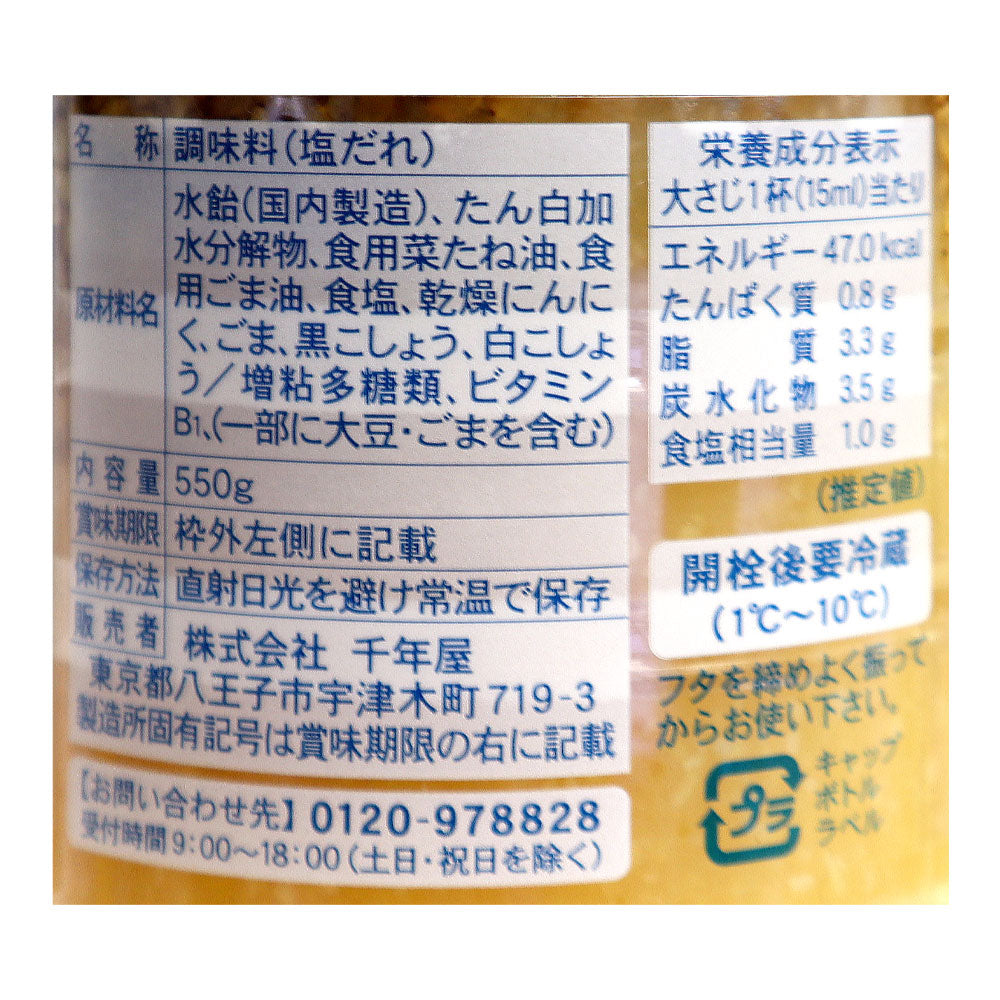 名称 調味料(塩だれ)
原材料名
水飴(国内製造)、たん白加
水分解物、食用菜たね油、食
用ごま油、食塩、乾燥にんに
く、ごま、黒こしょう、白こしょ
う／増粘多糖類、ビタミン
B1、(一部に大豆・ごまを含む)
内容量 550g
賞味期限 枠外左側に記載
保存方法 直射日光を避け常温で保存
販売者 株式会社 千年屋
東京都八王子市宇津木町719-3
製造所固有記号は賞味期限の右に記載
【お問い合わせ先】0120-978828
受付時間9:00〜18:00(土日・祝日を除く)
栄養成分表示
大さじ1杯(15ml)当たり
エネルギー 47.0kcal
たんぱく質 0.8g
脂質 3.3g
炭水化物 3.5g
食塩相当量 1.0g
(推定値)
開栓後要冷蔵
(1℃〜10℃)
フタを締めよく振って
からお使い下さい。
プラ
キャップ
ボトル
ラベル